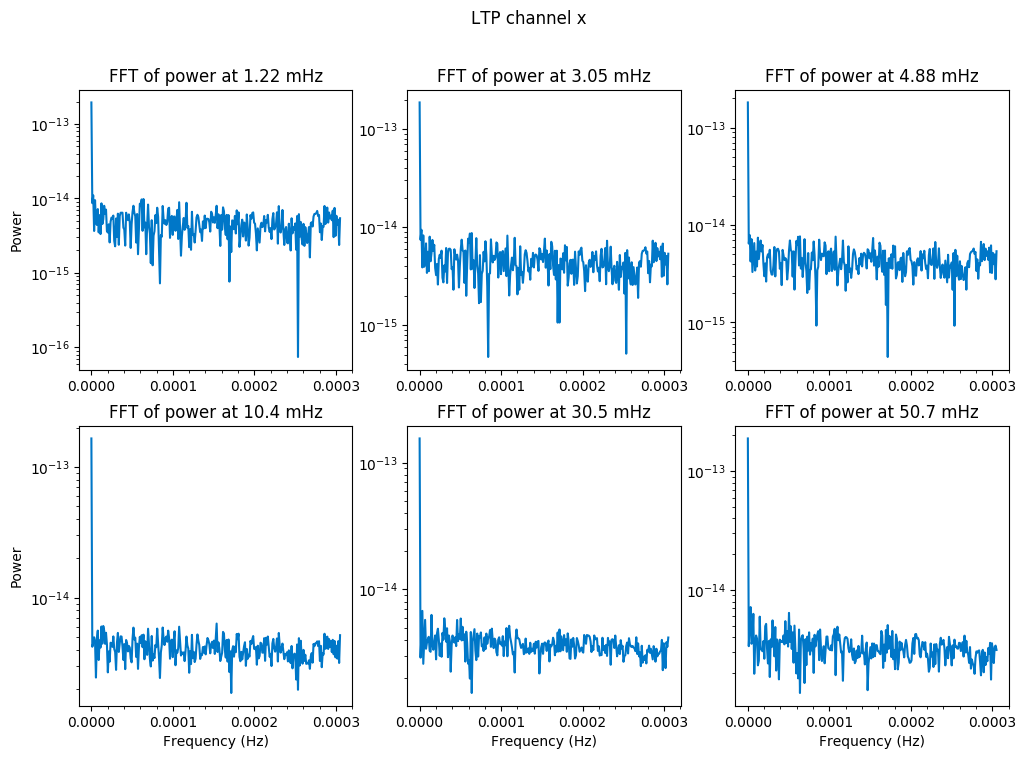 LTP channel x
FFT of power at 1.22 mHz
FFT of power at 3.05 mHz
FFT of power at 4.88 mHz
Power
10⁻¹³
10⁻¹⁴
10⁻¹⁵
10⁻¹⁶
0.0000 0.0001 0.0002 0.0003
10⁻¹³
10⁻¹⁴
10⁻¹⁵
0.0000 0.0001 0.0002 0.0003
10⁻¹³
10⁻¹⁴
10⁻¹⁵
0.0000 0.0001 0.0002 0.0003
FFT of power at 10.4 mHz
FFT of power at 30.5 mHz
FFT of power at 50.7 mHz
Power
10⁻¹³
10⁻¹⁴
0.0000 0.0001 0.0002 0.0003
Frequency (Hz)
10⁻¹³
10⁻¹⁴
0.0000 0.0001 0.0002 0.0003
Frequency (Hz)
10⁻¹³
10⁻¹⁴
0.0000 0.0001 0.0002 0.0003
Frequency (Hz)